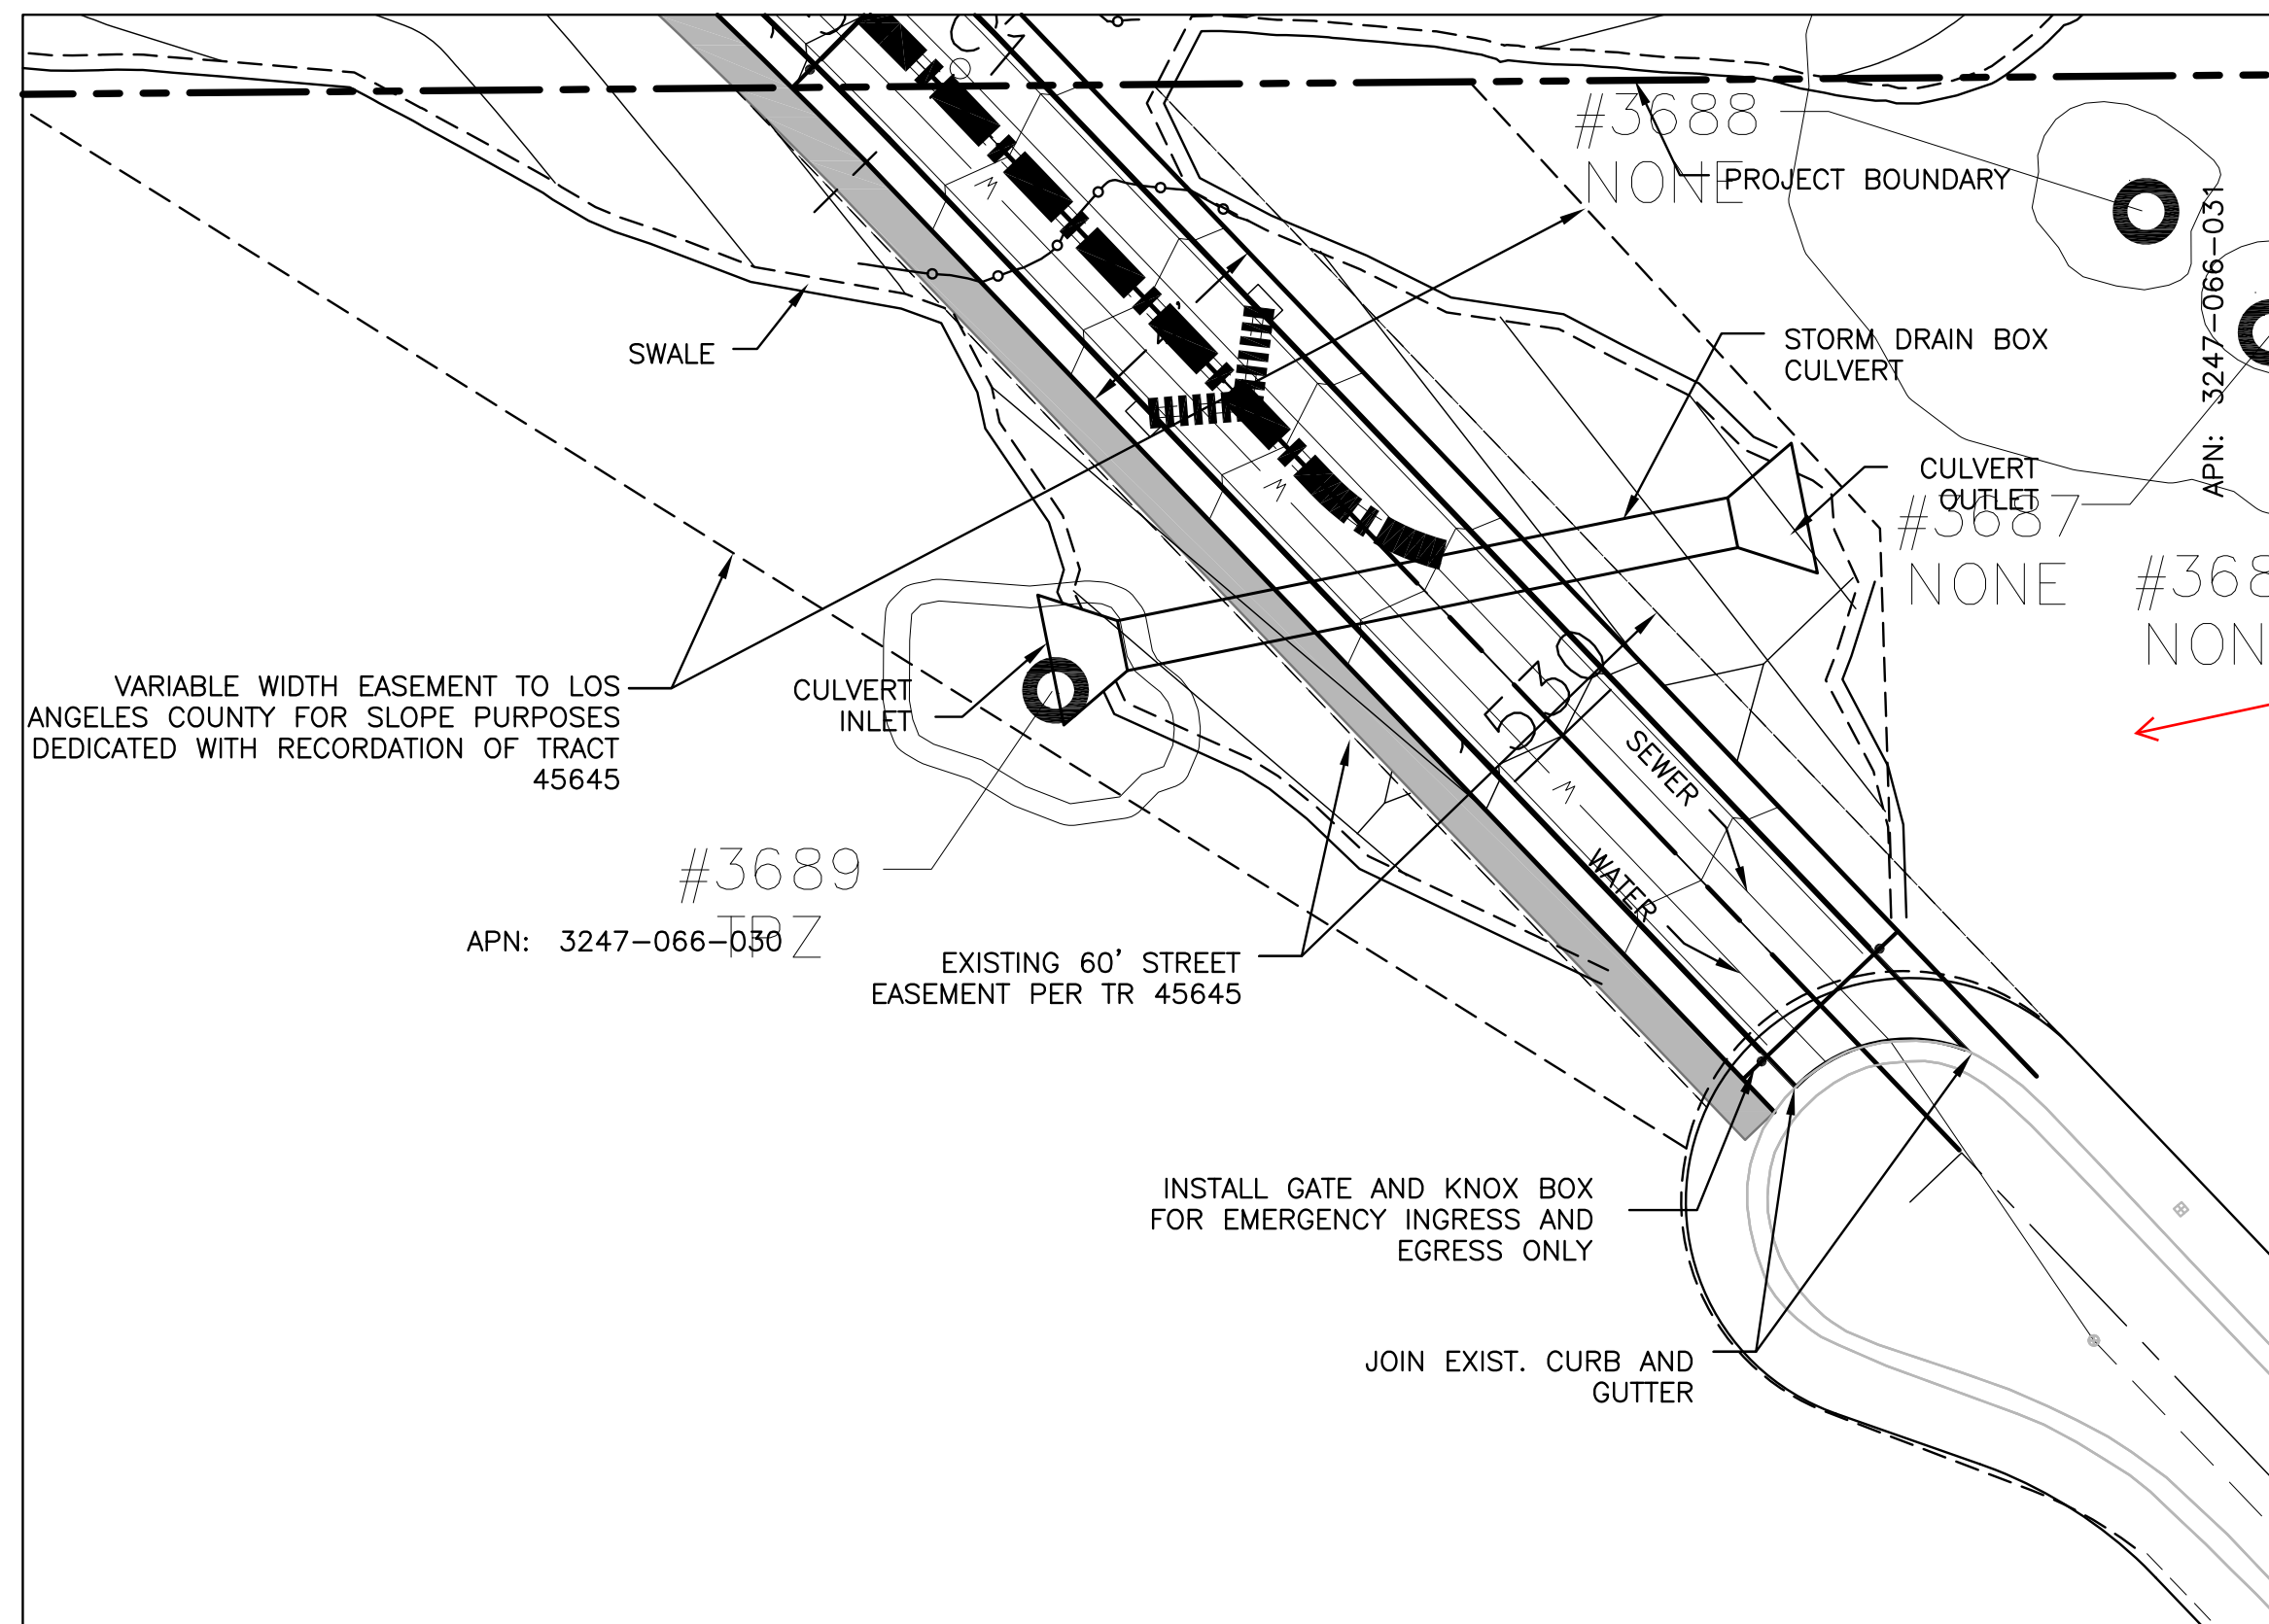 #3688
NONE
PROJECT BOUNDARY
APN: 3247-066-031
SWALE
STORM DRAIN BOX
CULVERT
CULVERT
OUTLET
#3687
NONE
VARIABLE WIDTH EASEMENT TO LOS
ANGELES COUNTY FOR SLOPE PURPOSES
DEDICATED WITH RECORDATION OF TRACT
45645
CULVERT
INLET
1530
SEWER
WATER
W
W
W
#3689
TPZ
APN: 3247-066-030
EXISTING 60' STREET
EASEMENT PER TR 45645
INSTALL GATE AND KNOX BOX
FOR EMERGENCY INGRESS AND
EGRESS ONLY
JOIN EXIST. CURB AND
GUTTER